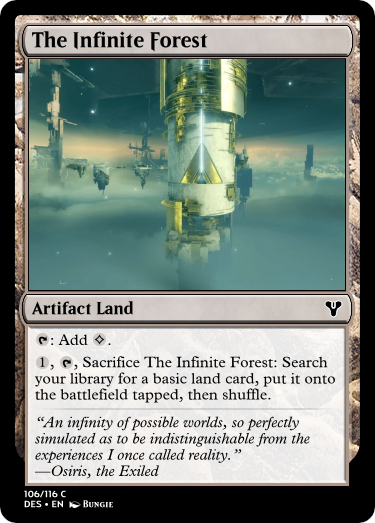 The Infinite Forest
Artifact Land
: Add .
1, , Sacrifice The Infinite Forest: Search
your library for a basic land card, put it onto
the battlefield tapped, then shuffle.
“An infinity of possible worlds, so perfectly
simulated as to be indistinguishable from the
experiences I once called reality.”
—Osiris, the Exiled
106/116 C
DES • EN Bungie